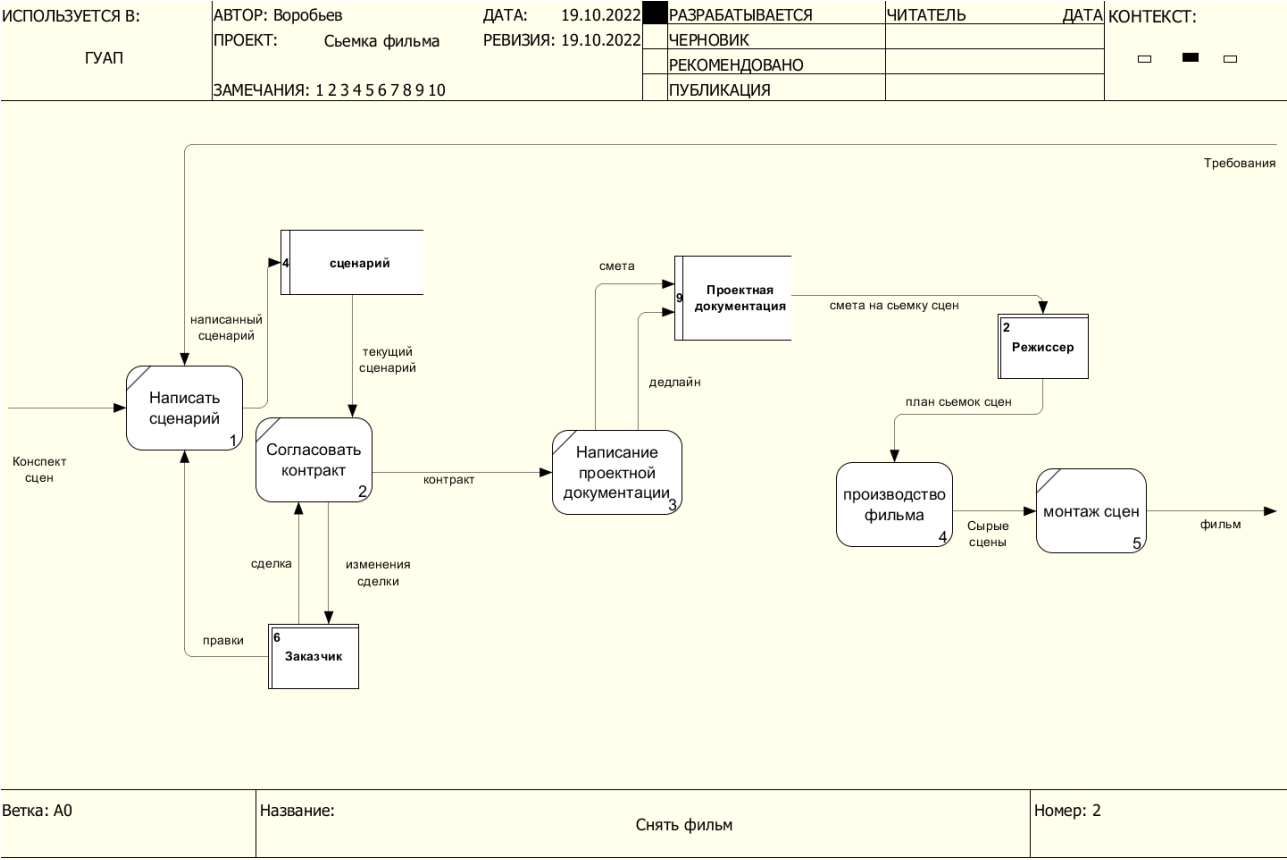 ИСПОЛЬЗУЕТСЯ В:
ГУАП
АВТОР: Воробьев
ДАТА: 19.10.2022
ПРОЕКТ: Сьемка фильма
РЕВИЗИЯ: 19.10.2022
ЗАМЕЧАНИЯ: 1 2 3 4 5 6 7 8 9 10
РАЗРАБАТЫВАЕТСЯ
ЧЕРНОВИК
РЕКОМЕНДОВАНО
ПУБЛИКАЦИЯ
ЧИТАТЕЛЬ
ДАТА
КОНТЕКСТ:
Требования
4
сценарий
написанный
сценарий
текущий
сценарий
Написать
сценарий
1
Конспект
сцен
Согласовать
контракт
2
контракт
сделка
изменения
сделки
правки
6
Заказчик
смета
дедлайн
9
Проектная
документация
Написание
проектной
документации
3
смета на сьемку сцен
2
Режиссер
план сьемок сцен
производство
фильма
4
Сырые
сцены
монтаж сцен
5
фильм
Ветка: A0
Название:
Снять фильм
Номер: 2